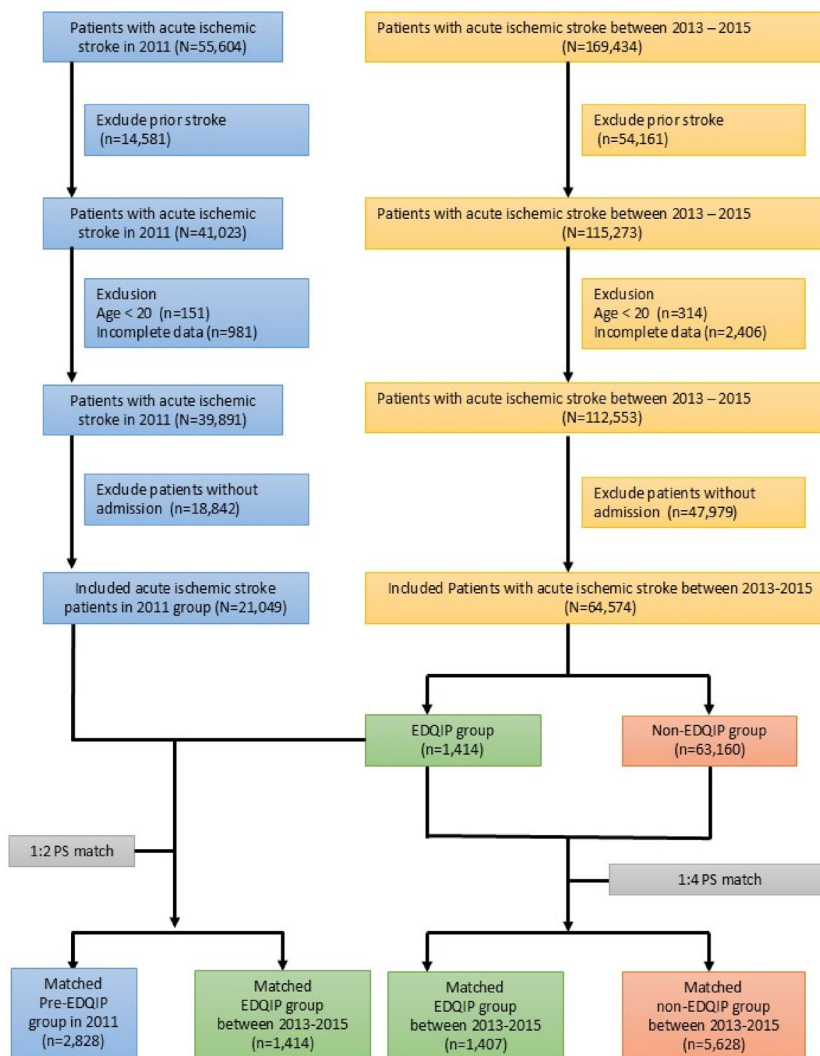 Patients with acute ischemic
stroke in 2011 (N=55,604)
Patients with acute ischemic stroke between 2013 – 2015
(N=169,434)
Exclude prior stroke
(n=14,581)
Exclude prior stroke
(n=54,161)
Patients with acute ischemic
stroke in 2011 (N=41,023)
Patients with acute ischemic stroke between 2013 – 2015
(N=115,273)
Exclusion
Age < 20 (n=151)
Incomplete data (n=981)
Exclusion
Age < 20 (n=314)
Incomplete data (n=2,406)
Patients with acute ischemic
stroke in 2011 (N=39,891)
Patients with acute ischemic stroke between 2013 – 2015
(N=112,553)
Exclude patients without
admission (n=18,842)
Exclude patients without
admission (n=47,979)
Included acute ischemic stroke
patients in 2011 group (N=21,049)
Included Patients with acute ischemic stroke between 2013-2015
(N=64,574)
EDQIP group
(n=1,414)
Non-EDQIP group
(n=63,160)
1:2 PS match
1:4 PS match
Matched
Pre-EDQIP
group in 2011
(n=2,828)
Matched
EDQIP group
between 2013-2015
(n=1,414)
Matched
EDQIP group
between 2013-2015
(n=1,407)
Matched
non-EDQIP group
between 2013-2015
(n=5,628)